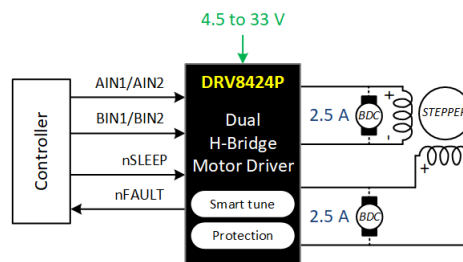 4.5 to 33 V
Controller
AIN1/AIN2
BIN1/BIN2
nSLEEP
nFAULT
DRV8424P
Dual
H-Bridge
Motor Driver
Smart tune
Protection
2.5 A
BDC
+
-
STEPPER
+
-
2.5 A
BDC